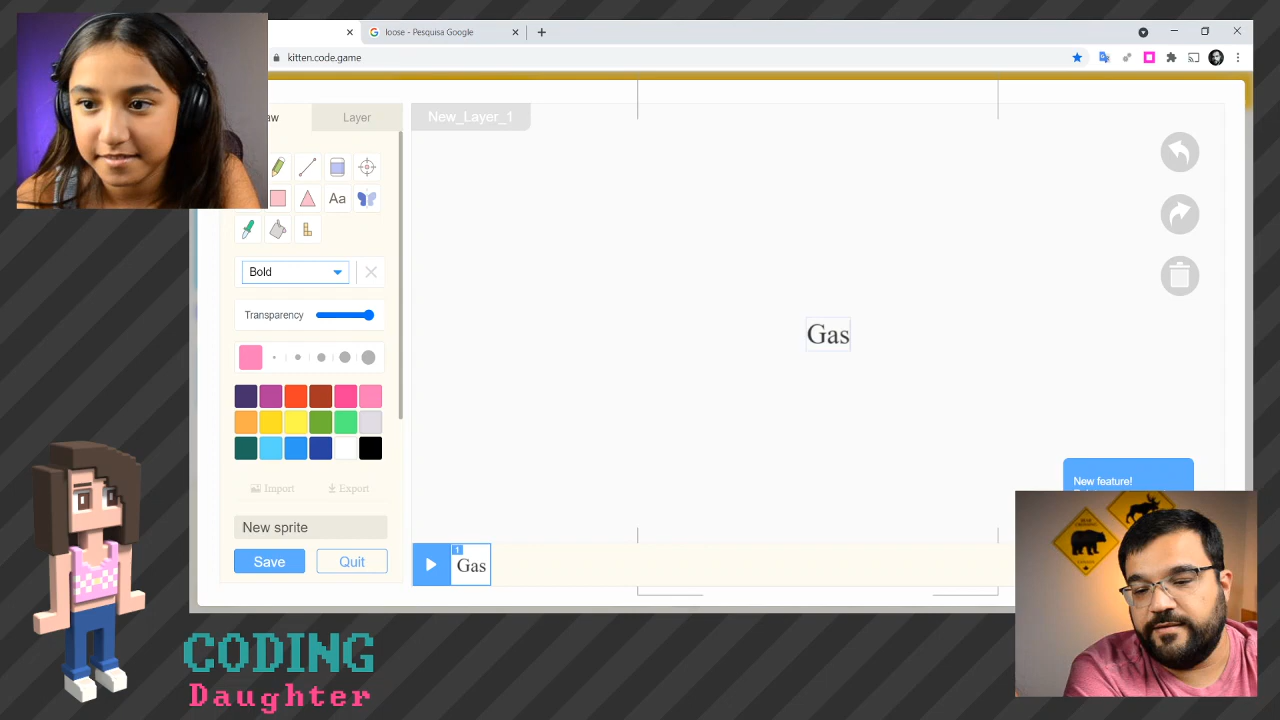 loose - Pesquisa Google
kitten.code.game
Layer
New_Layer_1
Aa
Bold
Transparency
Gas
Import
Export
New feature!
New sprite
Save
Quit
1
Gas
CODING
Daughter